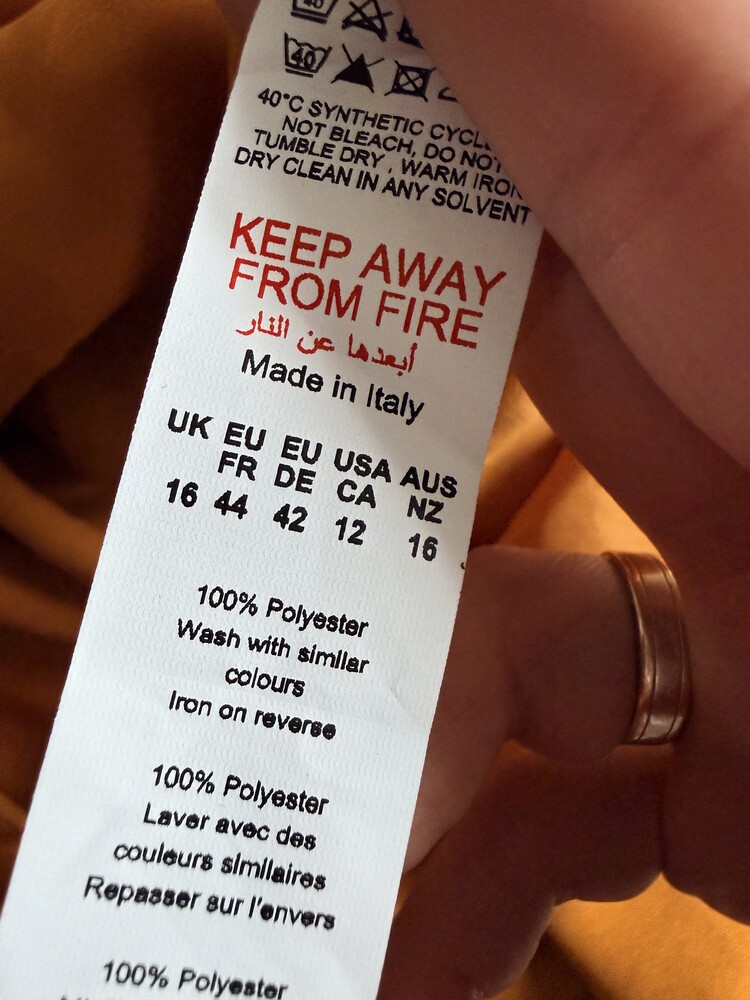 40
40
40°C SYNTHETIC
NOT BLEACH, DO NOT
TUMBLE DRY , WARM IRON
DRY CLEAN IN ANY SOLVENT
KEEP AWAY
FROM FIRE
أبعدها عن النار
Made in Italy
UK EU EU USA AUS
FR DE CA NZ
16 44 42 12 16
100% Polyester
Wash with similar
colours
Iron on reverse
100% Polyester
Laver avec des
couleurs similaires
Repasser sur l'envers
100% Polyester